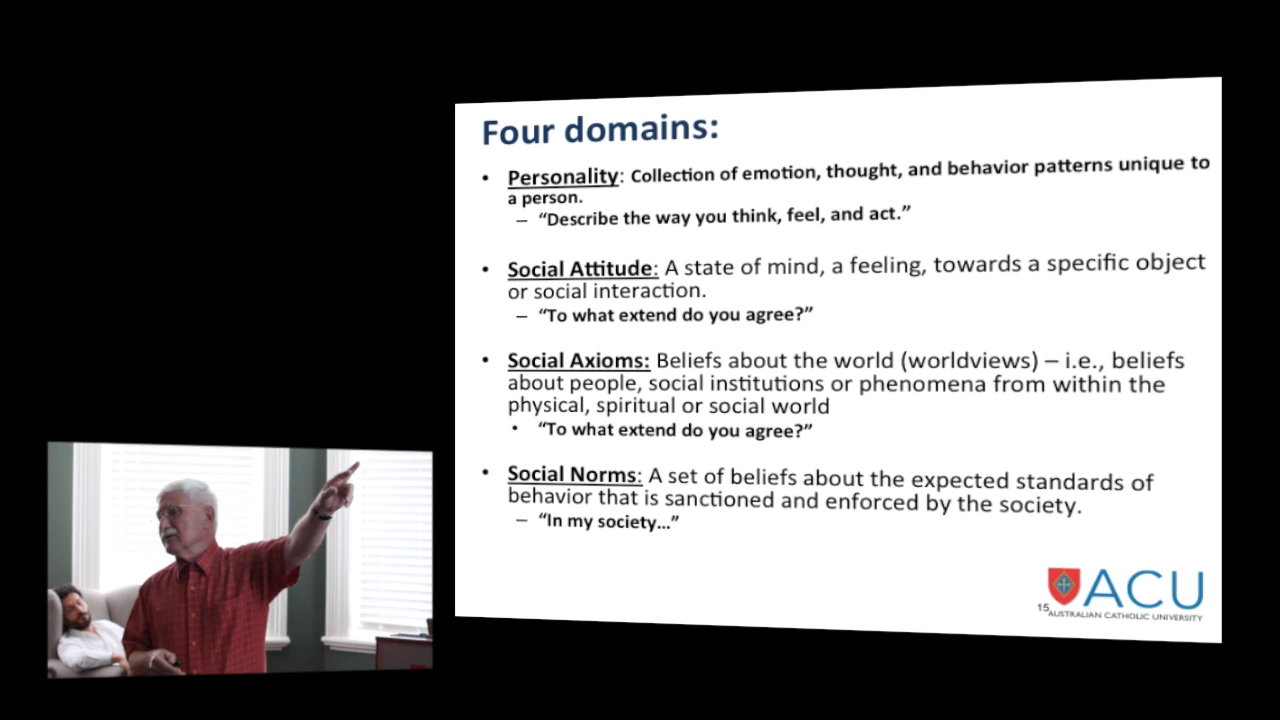 Four domains:
• Personality: Collection of emotion, thought, and behavior patterns unique to
a person.
– “Describe the way you think, feel, and act.”
• Social Attitude: A state of mind, a feeling, towards a specific object
or social interaction.
– “To what extend do you agree?”
• Social Axioms: Beliefs about the world (worldviews) – i.e., beliefs
about people, social institutions or phenomena from within the
physical, spiritual or social world
• “To what extend do you agree?”
• Social Norms: A set of beliefs about the expected standards of
behavior that is sanctioned and enforced by the society.
– “In my society…”
ACU
15
AUSTRALIAN CATHOLIC UNIVERSITY